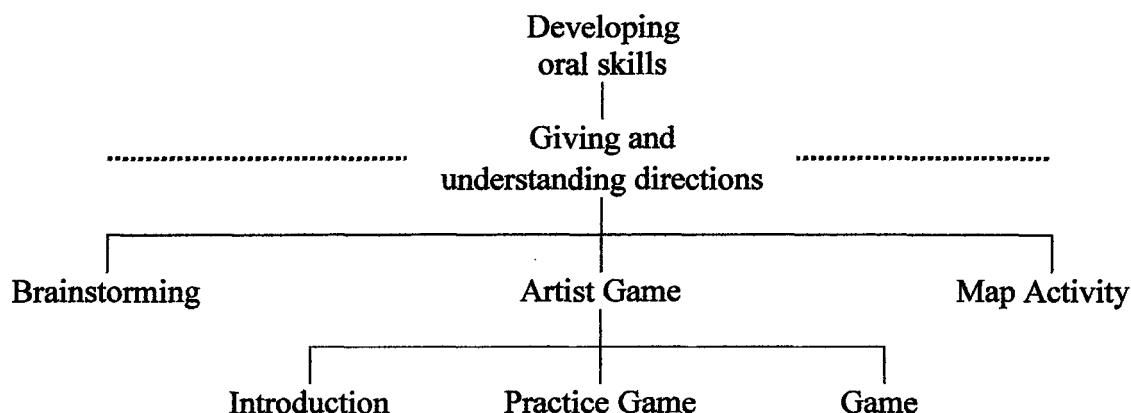 Developing
oral skills
Giving and
understanding directions
Brainstorming
Artist Game
Map Activity
Introduction
Practice Game
Game